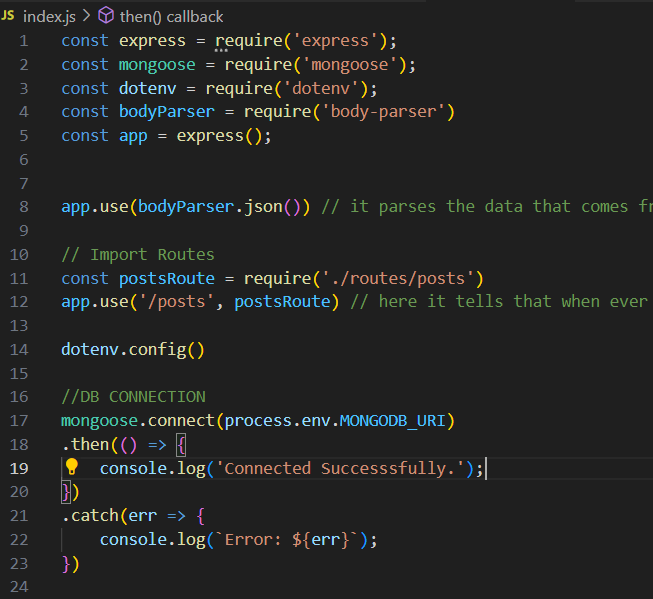 JS index.js > then() callback
1 const express = require('express');
2 const mongoose = require('mongoose');
3 const dotenv = require('dotenv');
4 const bodyParser = require('body-parser')
5 const app = express();
6
7
8 app.use(bodyParser.json()) // it parses the data that comes fr
9
10 // Import Routes
11 const postsRoute = require('./routes/posts')
12 app.use('/posts', postsRoute) // here it tells that when ever
13
14 dotenv.config()
15
16 //DB CONNECTION
17 mongoose.connect(process.env.MONGODB_URI)
18 .then(() => {
19 console.log('Connected Successsfully.');
20 })
21 .catch(err => {
22 console.log(`Error: ${err}`);
23 })
24